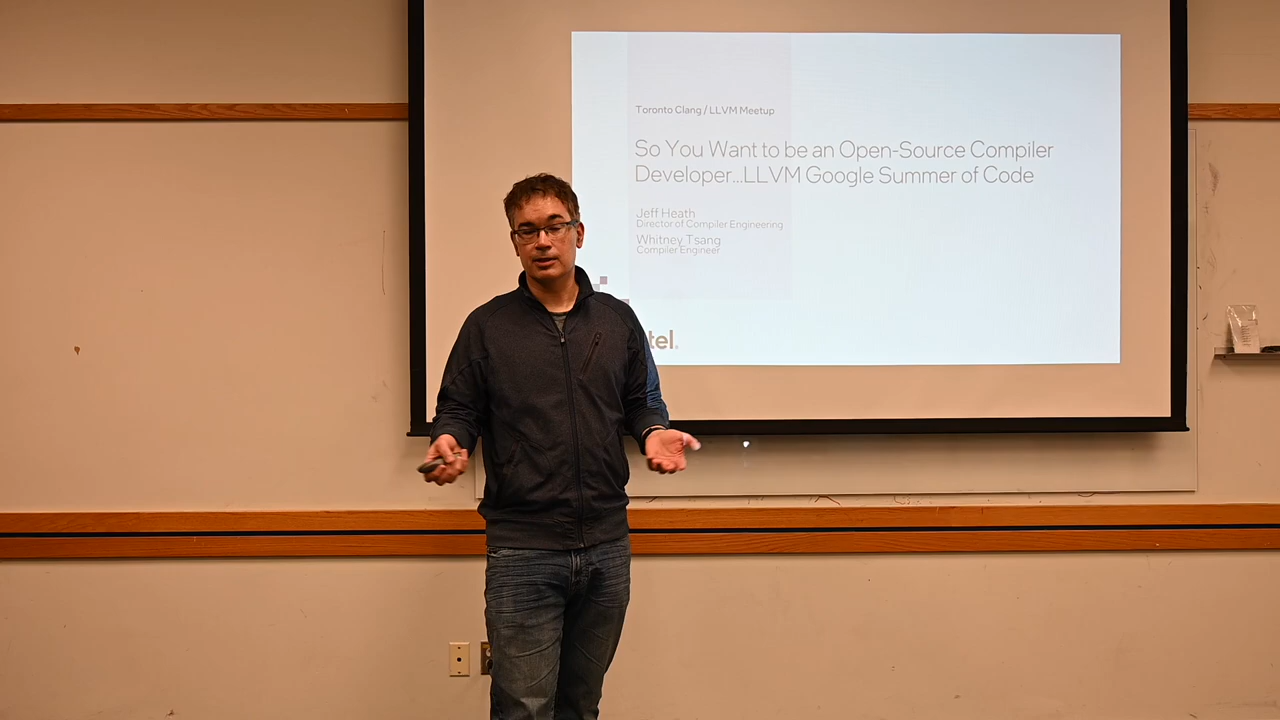 Toronto Clang / LLVM Meetup
So You Want to be an Open-Source Compiler
Developer...LLVM Google Summer of Code
Jeff Heath
Director of Compiler Engineering
Whitney Tsang
Compiler Engineer
tel.